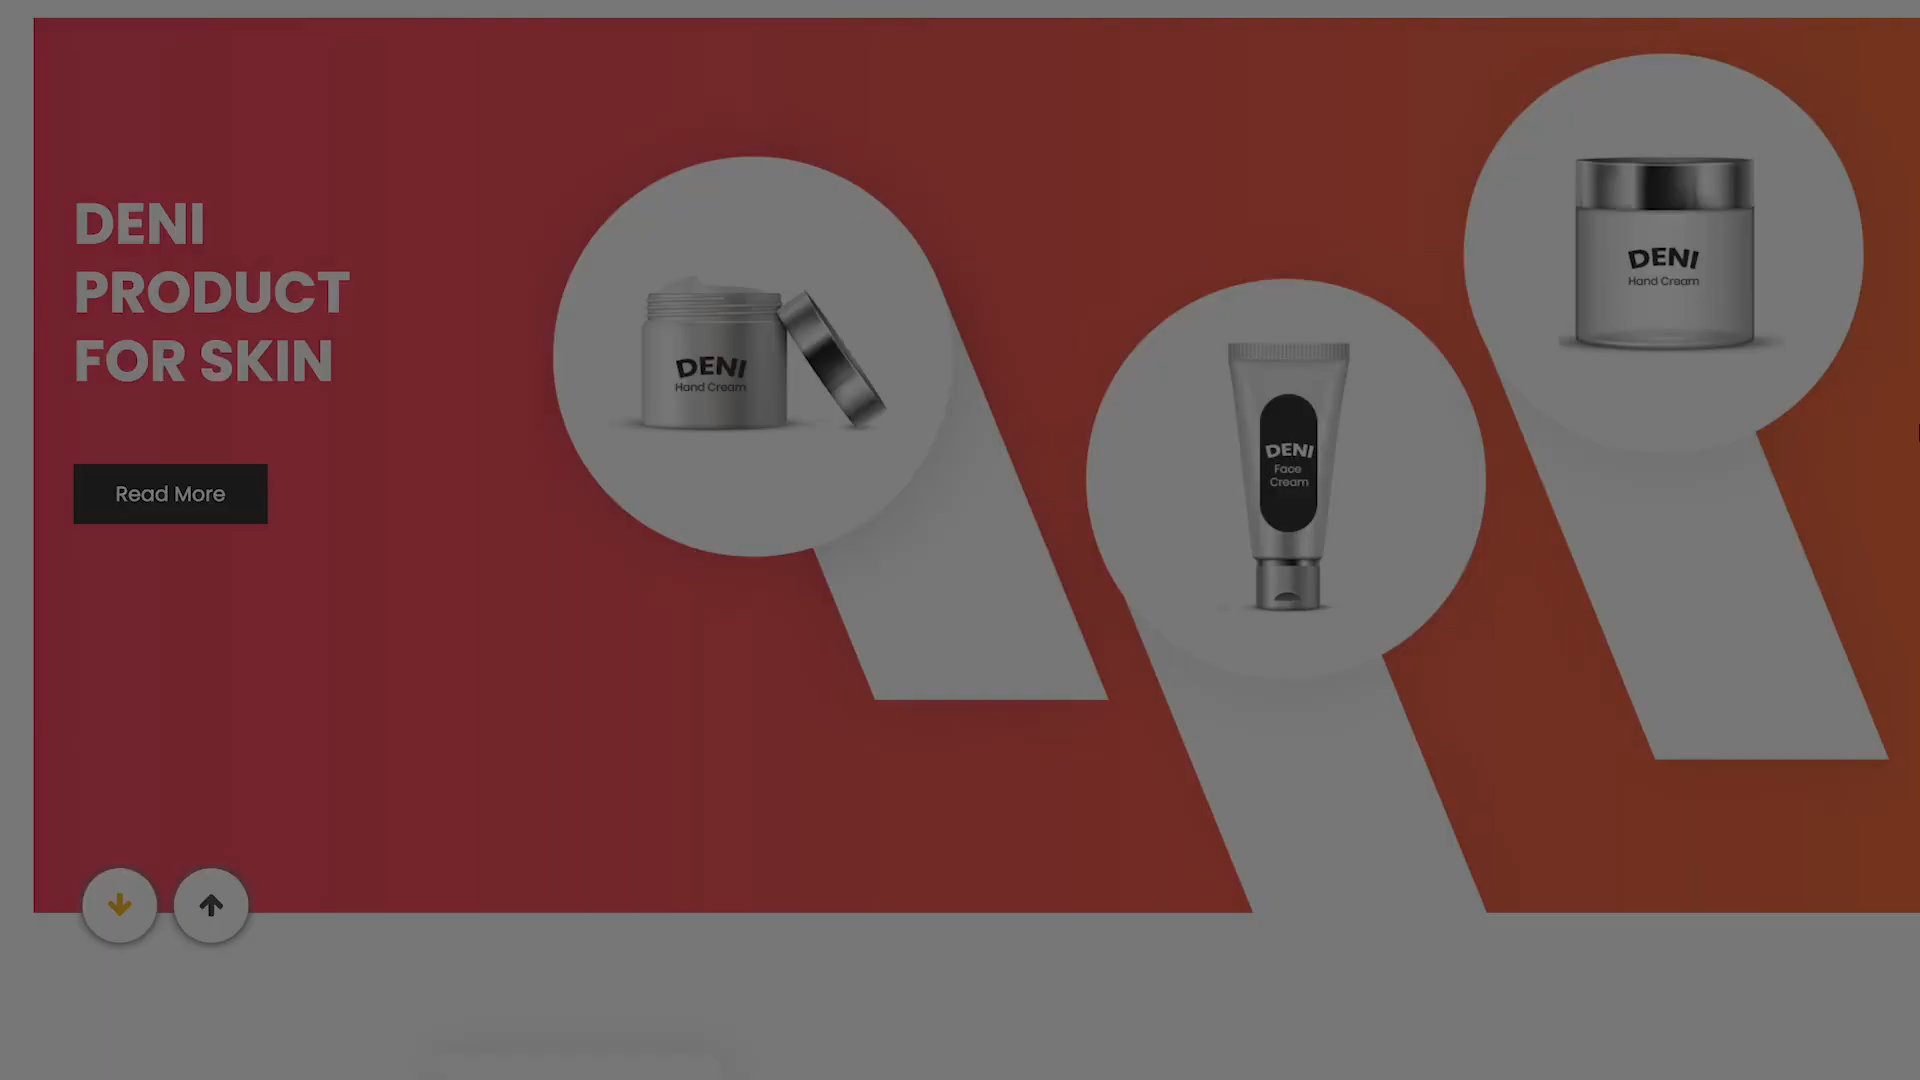 DENI
PRODUCT
FOR SKIN
Read More
DENI
Hand Cream
DENI
Face
Cream
DENI
Hand Cream